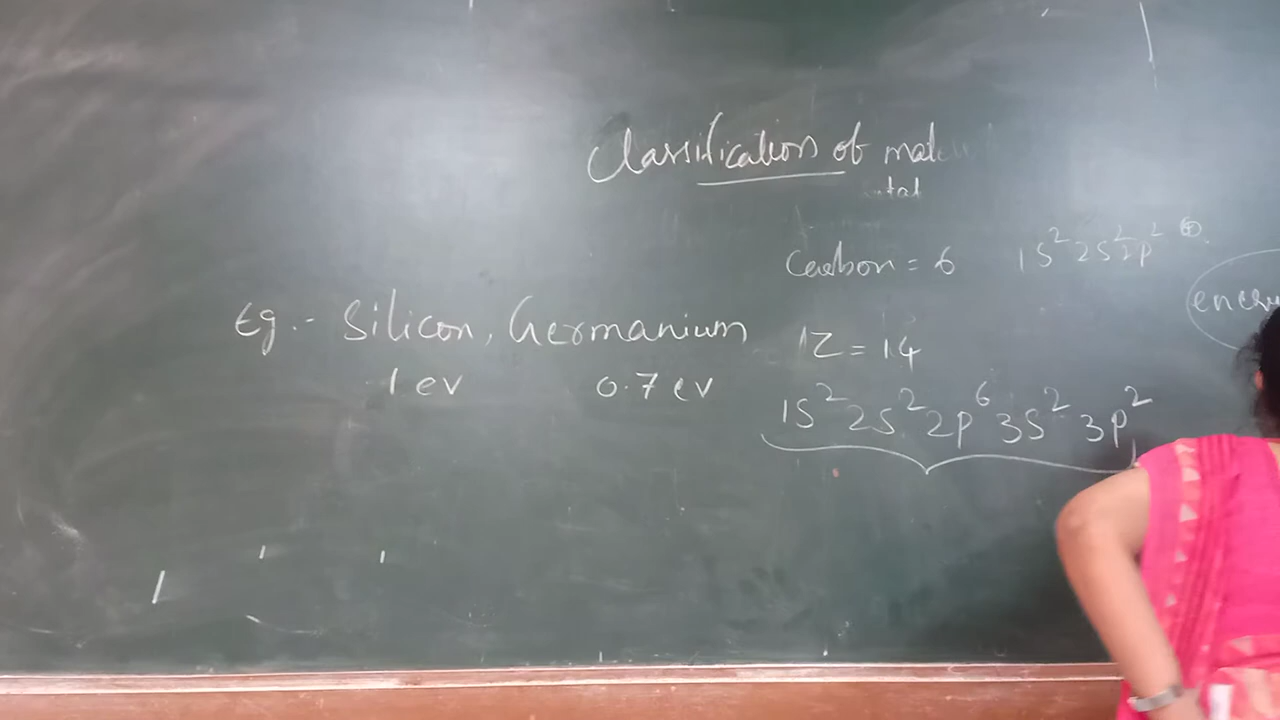 Classification of mate
Carbon = 6 1S² 2S² 2p²
Eg :- Silicon, Germanium
1 ev 0.7 ev
Z = 14
1S² 2S² 2p⁶ 3S² 3p²